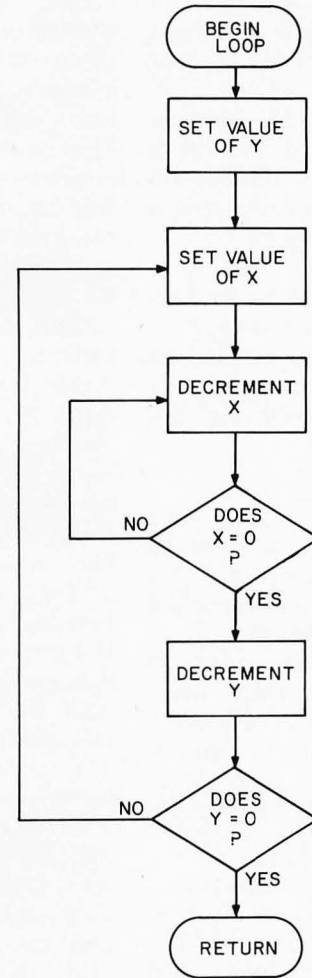 BEGIN
LOOP
SET VALUE
OF Y
SET VALUE
OF X
DECREMENT
X
DOES
X = 0
?
NO
YES
DECREMENT
Y
DOES
Y = 0
?
NO
YES
RETURN